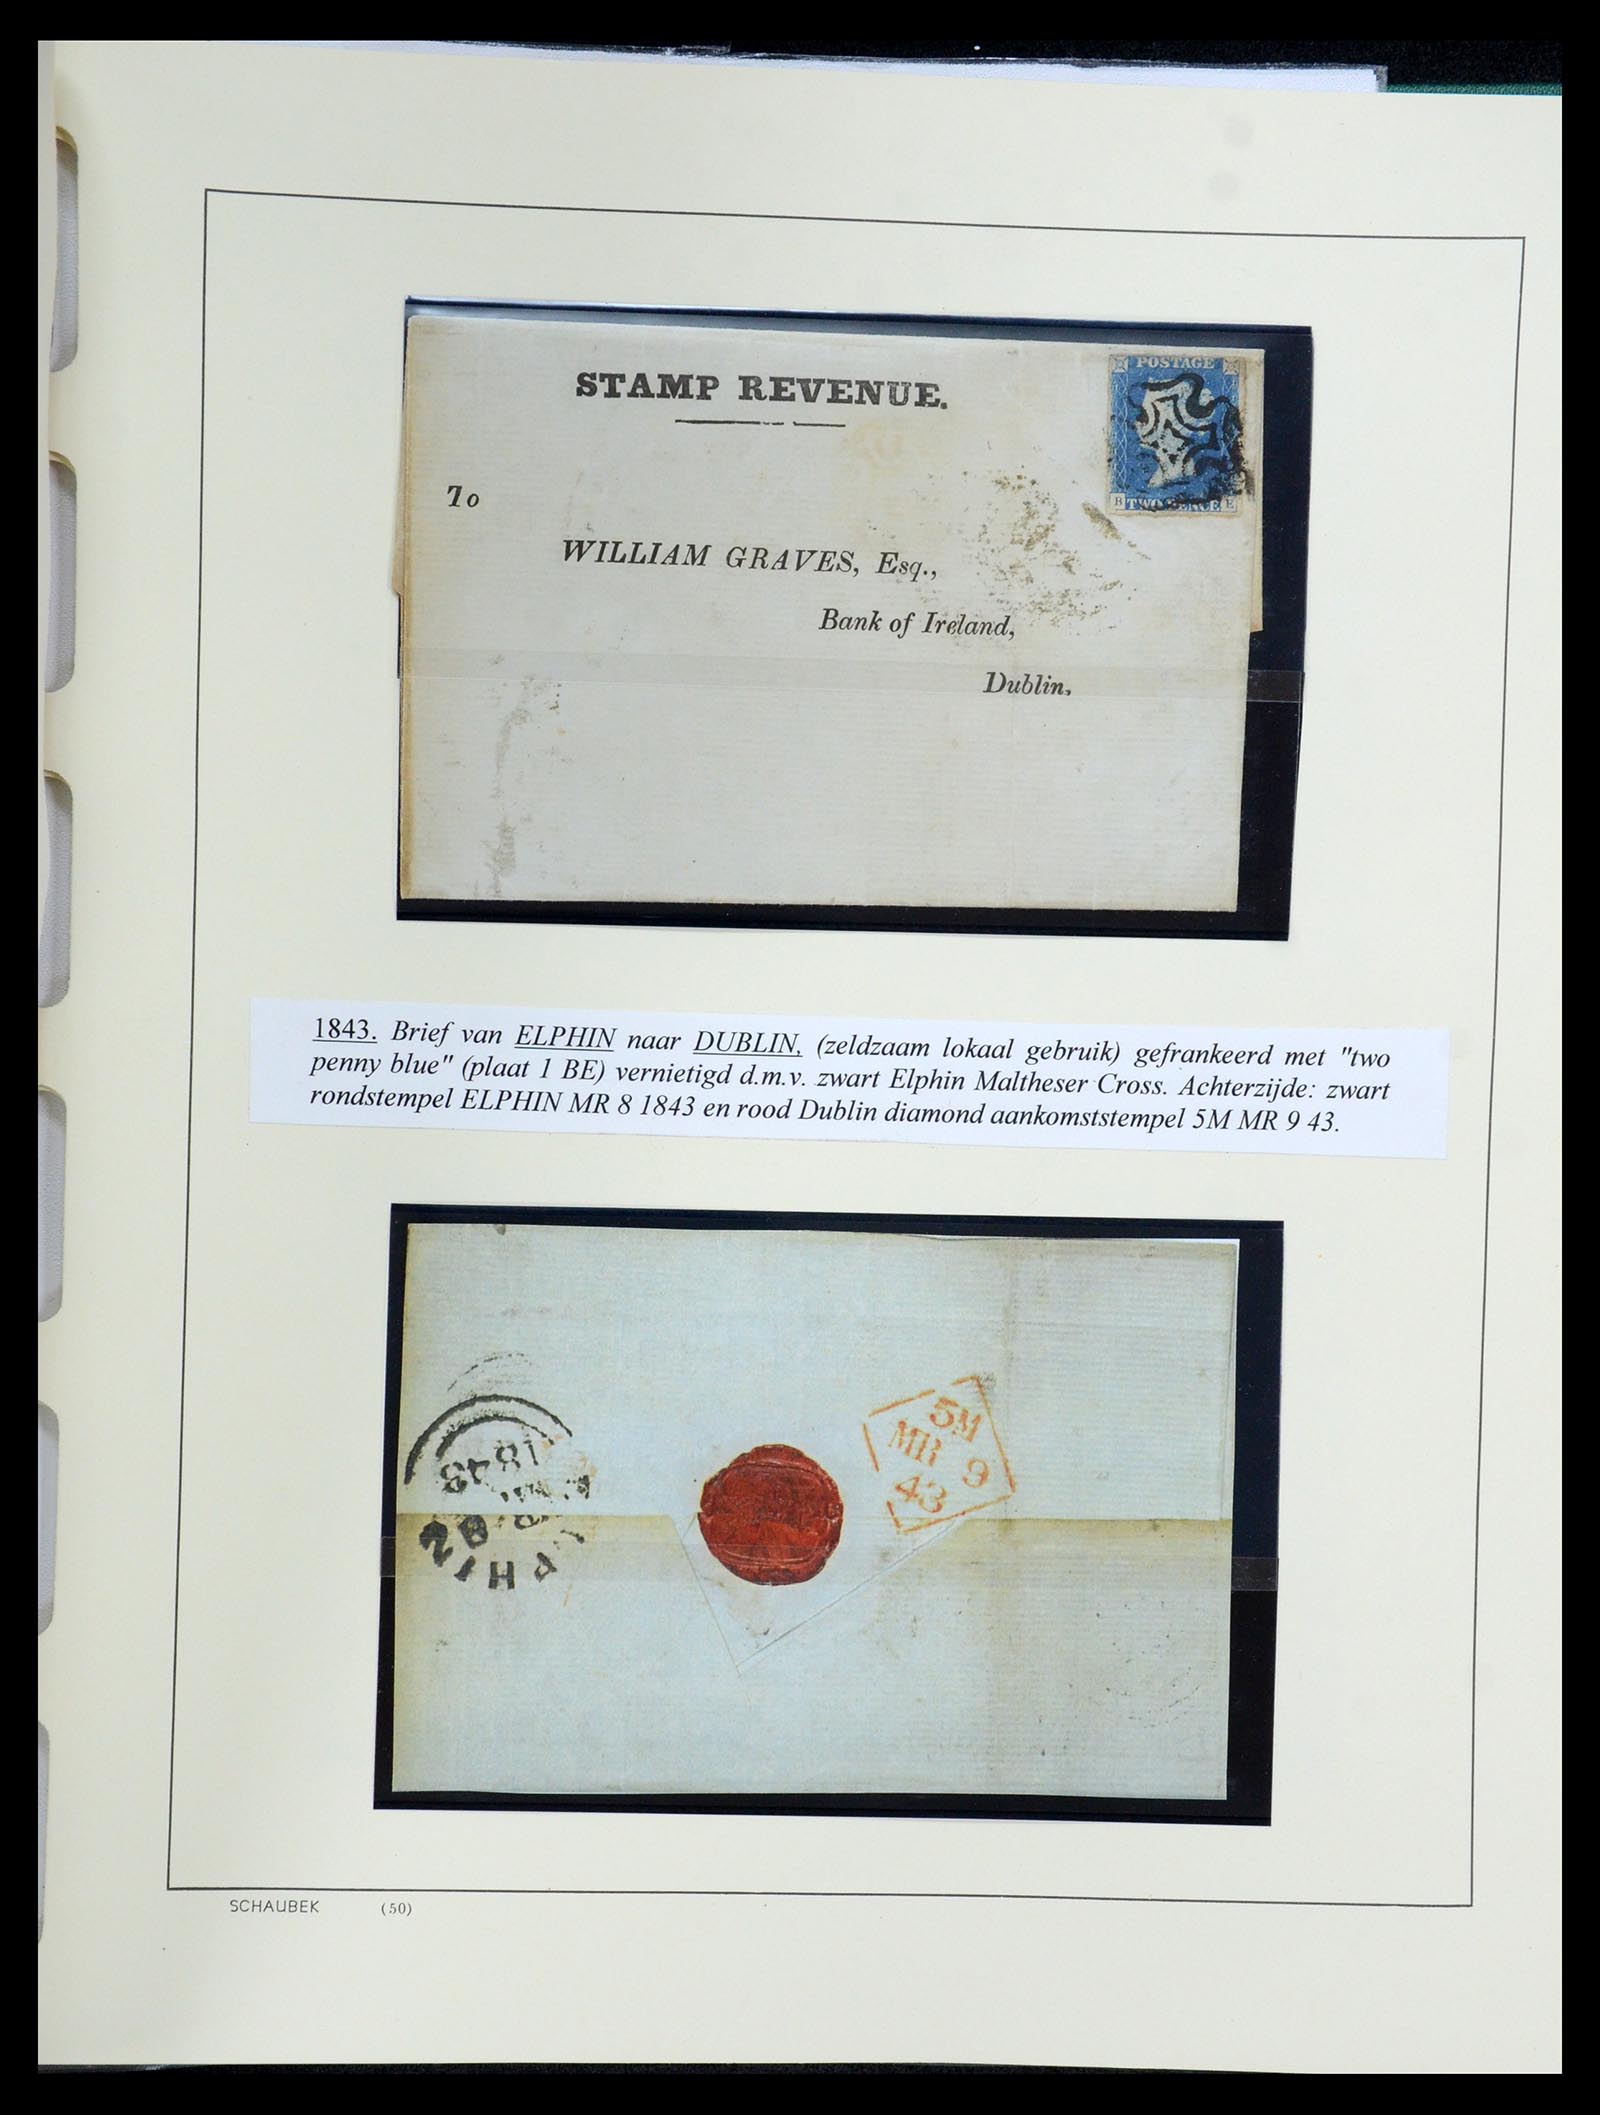 STAMP REVENUE.
POSTAGE
B E
To
WILLIAM GRAVES, Esq.,
Bank of Ireland,
Dublin.
1843. Brief van ELPHIN naar DUBLIN, (zeldzaam lokaal gebruik) gefrankeerd met "two
penny blue" (plaat 1 BE) vernietigd d.m.v. zwart Elphin Maltheser Cross. Achterzijde: zwart
rondstempel ELPHIN MR 8 1843 en rood Dublin diamond aankomststempel 5M MR 9 43.
1843
5M
MR 9
43
SCHAUBEK (50)